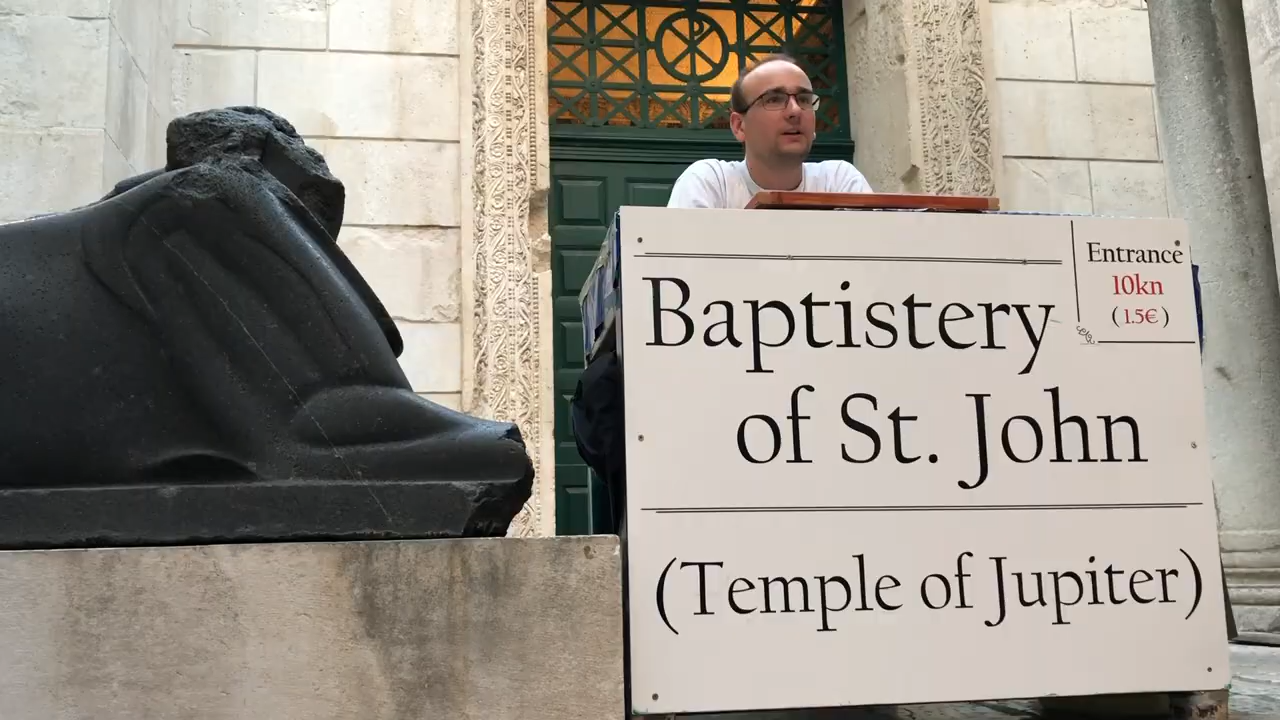 Entrance
10kn
(1.5€)
Baptistery
of St. John
(Temple of Jupiter)